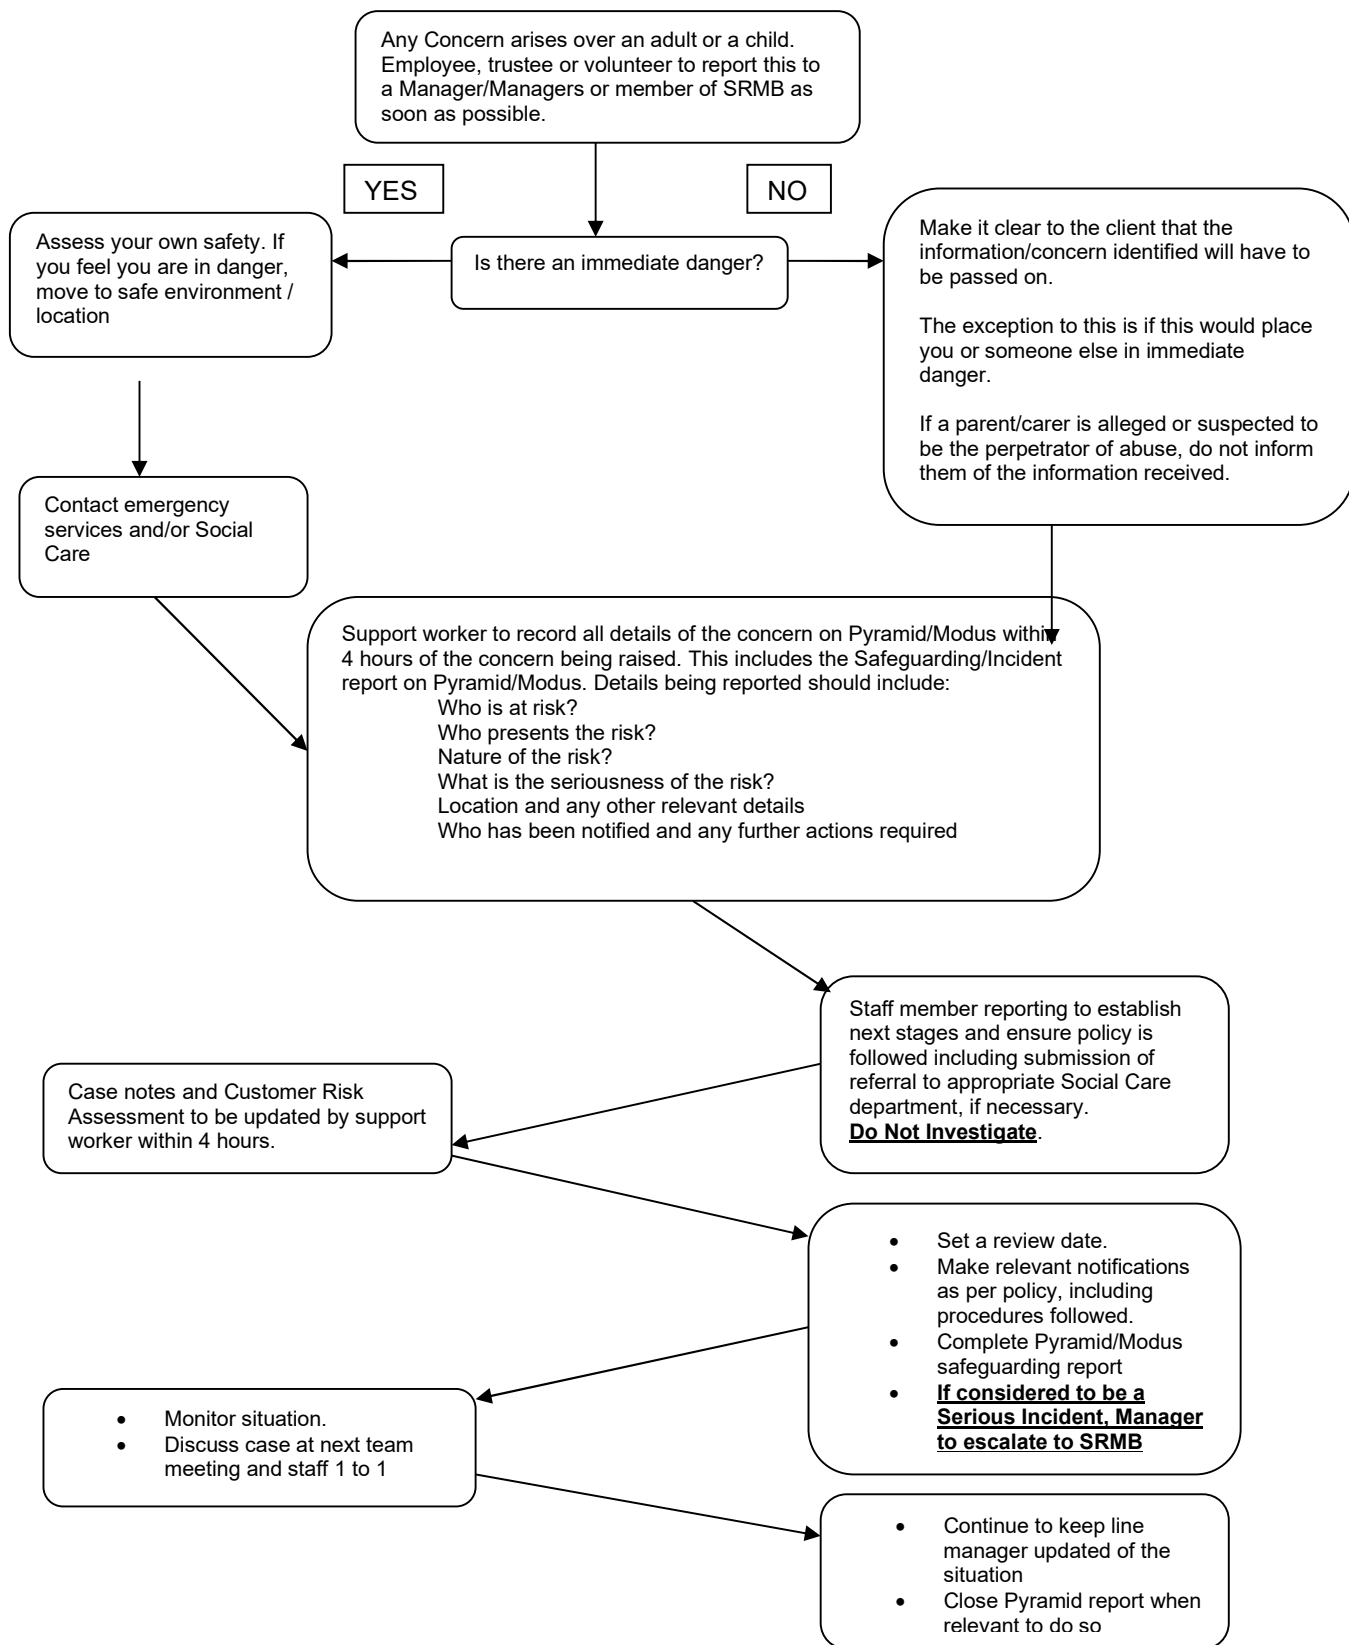 Any Concern arises over an adult or a child.
Employee, trustee or volunteer to report this to
a Manager/Managers or member of SRMB as
soon as possible.
YES
NO
Assess your own safety. If
you feel you are in danger,
move to safe environment /
location
Is there an immediate danger?
Make it clear to the client that the
information/concern identified will have to
be passed on.
The exception to this is if this would place
you or someone else in immediate
danger.
If a parent/carer is alleged or suspected to
be the perpetrator of abuse, do not inform
them of the information received.
Contact emergency
services and/or Social
Care
Support worker to record all details of the concern on Pyramid/Modus within
4 hours of the concern being raised. This includes the Safeguarding/Incident
report on Pyramid/Modus. Details being reported should include:
Who is at risk?
Who presents the risk?
Nature of the risk?
What is the seriousness of the risk?
Location and any other relevant details
Who has been notified and any further actions required
Staff member reporting to establish
next stages and ensure policy is
followed including submission of
referral to appropriate Social Care
department, if necessary.
Do Not Investigate.
Case notes and Customer Risk
Assessment to be updated by support
worker within 4 hours.
• Set a review date.
• Make relevant notifications
as per policy, including
procedures followed.
• Complete Pyramid/Modus
safeguarding report
• If considered to be a
Serious Incident, Manager
to escalate to SRMB
• Monitor situation.
• Discuss case at next team
meeting and staff 1 to 1
• Continue to keep line
manager updated of the
situation
• Close Pyramid report when
relevant to do so